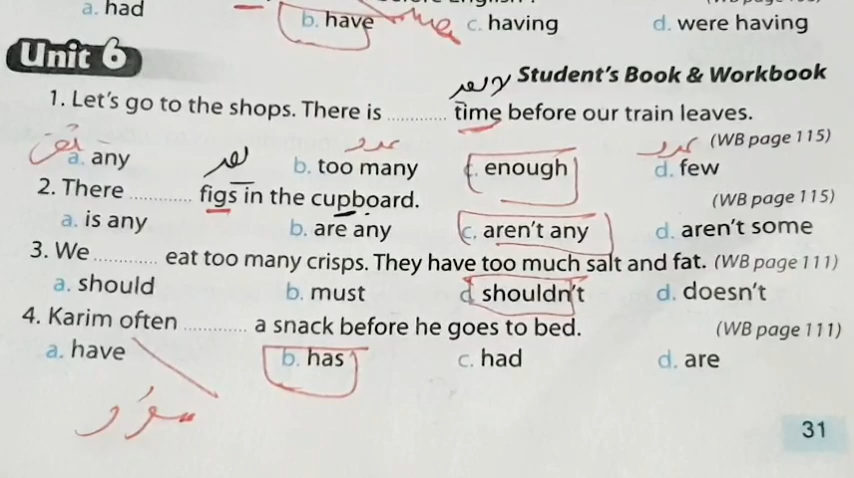 a. had b. have c. having d. were having
Unit 6
Student's Book & Workbook
1. Let's go to the shops. There is ............ time before our train leaves.
(WB page 115)
a. any b. too many c. enough d. few
2. There ............ figs in the cupboard.
(WB page 115)
a. is any b. are any c. aren't any d. aren't some
3. We ............ eat too many crisps. They have too much salt and fat. (WB page 111)
a. should b. must c. shouldn't d. doesn't
4. Karim often ............ a snack before he goes to bed.
(WB page 111)
a. have b. has c. had d. are
31